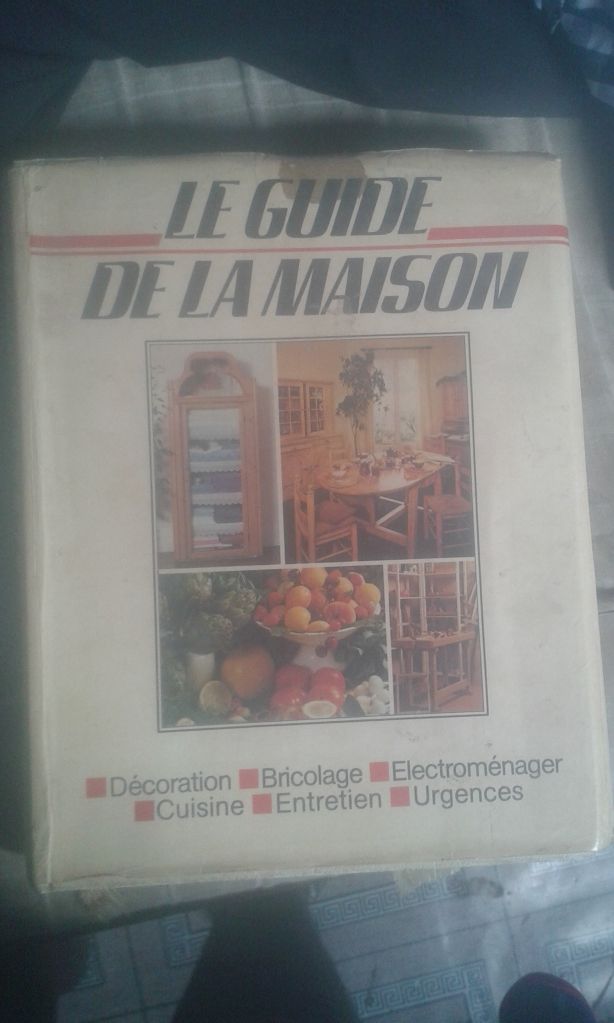 LE GUIDE
DE LA MAISON
Décoration Bricolage Electroménager
Cuisine Entretien Urgences